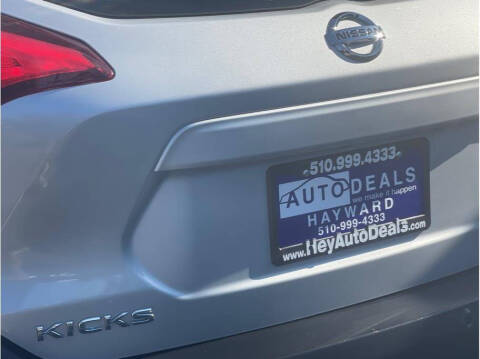 NISSAN
510.999.4333
AUTO DEALS
we make it happen
HAYWARD
510-999-4333
www.HeyAutoDeals.com
KICKS